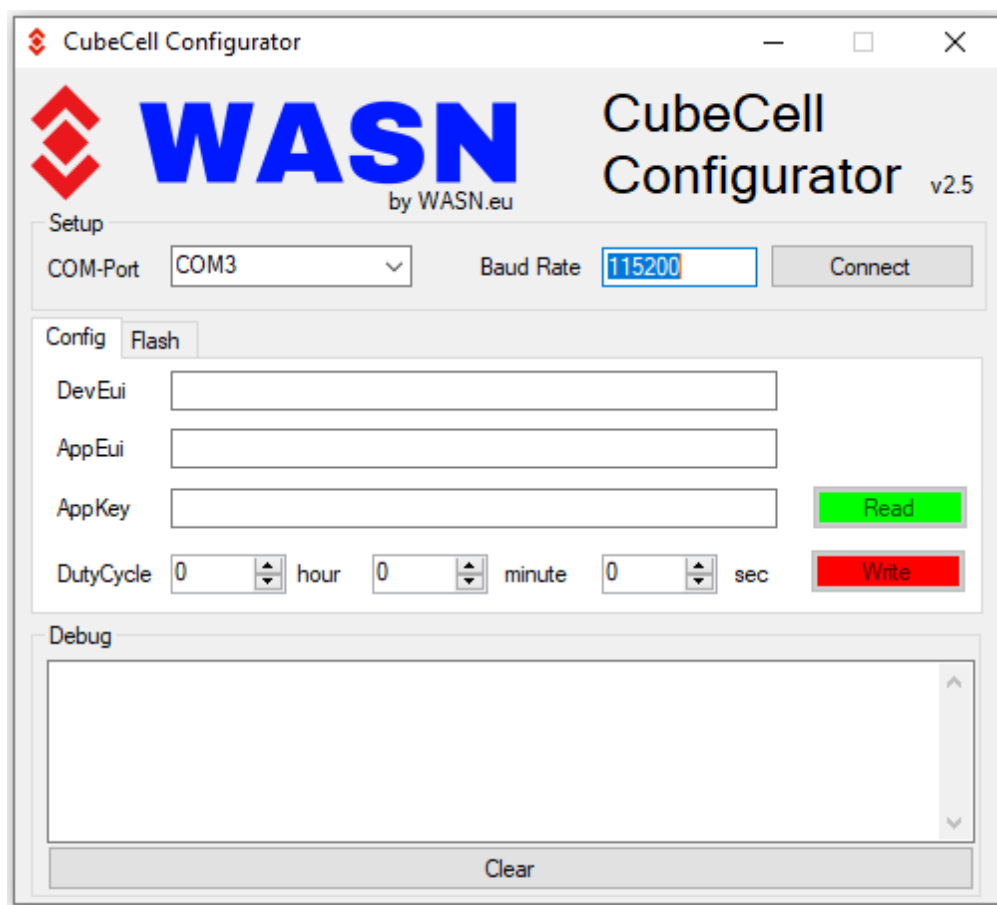 CubeCell Configurator
WASN
by WASN.eu
CubeCell
Configurator v2.5
Setup
COM-Port COM3 Baud Rate 115200 Connect
Config Flash
DevEui
AppEui
AppKey Read
DutyCycle 0 hour 0 minute 0 sec Write
Debug
Clear